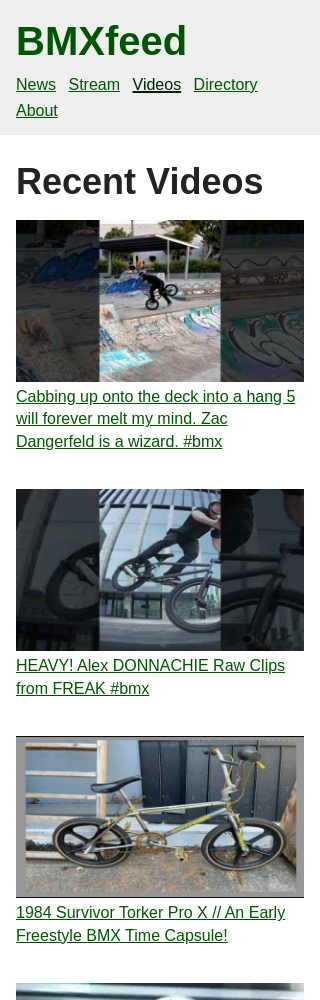 BMXfeed
News Stream Videos Directory
About
Recent Videos
Cabbing up onto the deck into a hang 5
will forever melt my mind. Zac
Dangerfeld is a wizard. #bmx
HEAVY! Alex DONNACHIE Raw Clips
from FREAK #bmx
1984 Survivor Torker Pro X // An Early
Freestyle BMX Time Capsule!